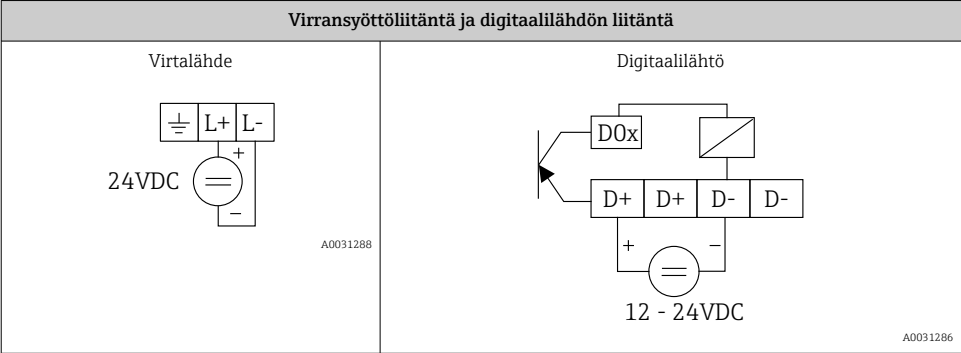 Virransyöttöliitäntä ja digitaalilähdön liitäntä
Virtalähde
L+ L-
+
24VDC
−
A0031288
Digitaalilähtö
D0x
D+ D+ D- D-
+ −
12 - 24VDC
A0031286